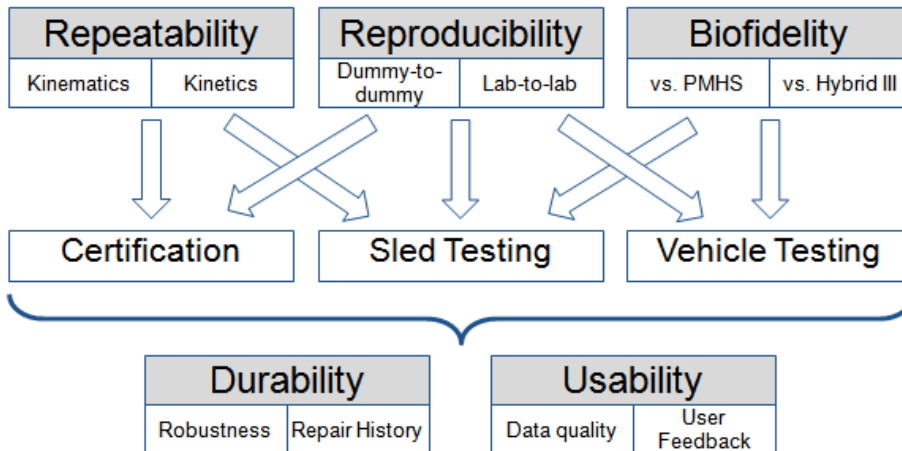 Repeatability
Reproducibility
Biofidelity
Kinematics
Kinetics
Dummy-to-
dummy
Lab-to-lab
vs. PMHS
vs. Hybrid III
Certification
Sled Testing
Vehicle Testing
Durability
Usability
Robustness
Repair History
Data quality
User
Feedback